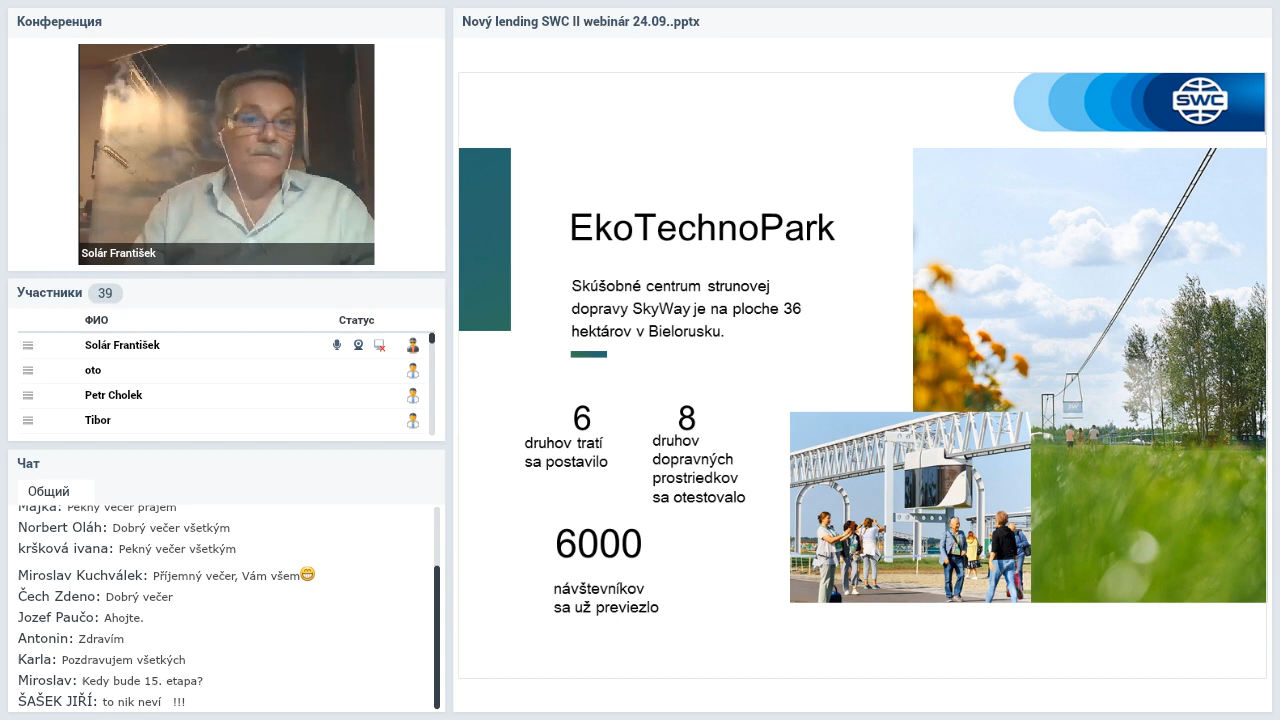 Конференция
Solár František
Участники 39
ФИО Статус
Solár František
oto
Petr Cholek
Tibor
Чат
Общий
Majka: Pekný večer prajem
Norbert Oláh: Dobrý večer všetkým
kršková ivana: Pekný večer všetkým
Miroslav Kuchválek: Příjemný večer, Vám všem
Čech Zdeno: Dobrý večer
Jozef Paučo: Ahojte.
Antonin: Zdravím
Karla: Pozdravujem všetkých
Miroslav: Kedy bude 15. etapa?
ŠAŠEK JIŘÍ: to nik neví !!!
Nový lending SWC II webinár 24.09..pptx
SWC
EkoTechnoPark
Skúšobné centrum strunovej
dopravy SkyWay je na ploche 36
hektárov v Bielorusku.
6
druhov tratí
sa postavilo
8
druhov
dopravných
prostriedkov
sa otestovalo
6000
návštevníkov
sa už previezlo